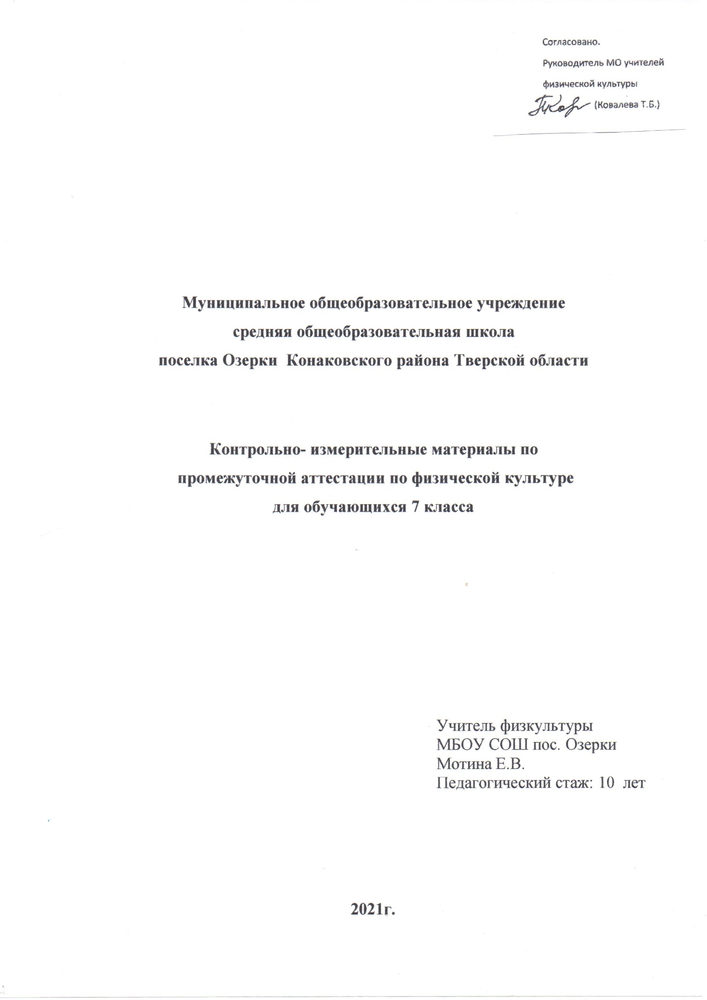 Согласовано.
Руководитель МО учителей
физической культуры
(Ковалева Т.Б.)
Муниципальное общеобразовательное учреждение
средняя общеобразовательная школа
поселка Озерки Конаковского района Тверской области
Контрольно- измерительные материалы по
промежуточной аттестации по физической культуре
для обучающихся 7 класса
Учитель физкультуры
МБОУ СОШ пос. Озерки
Мотина Е.В.
Педагогический стаж: 10 лет
2021г.